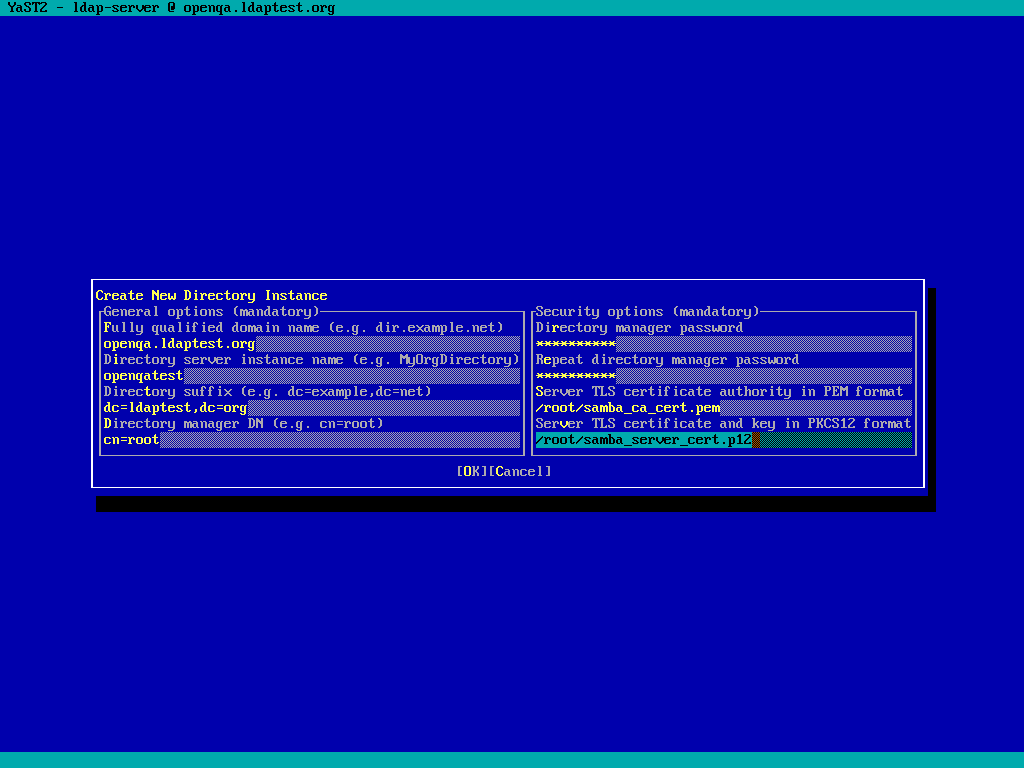 YaST2 - ldap-server @ openqa.ldaptest.org
Create New Directory Instance
General options (mandatory)
Fully qualified domain name (e.g. dir.example.net)
openqa.ldaptest.org
Directory server instance name (e.g. MyOrgDirectory)
openqatest
Directory suffix (e.g. dc=example,dc=net)
dc=ldaptest,dc=org
Directory manager DN (e.g. cn=root)
cn=root
Security options (mandatory)
Directory manager password
**********
Repeat directory manager password
**********
Server TLS certificate authority in PEM format
/root/samba_ca_cert.pem
Server TLS certificate and key in PKCS12 format
/root/samba_server_cert.p12
[OK][Cancel]